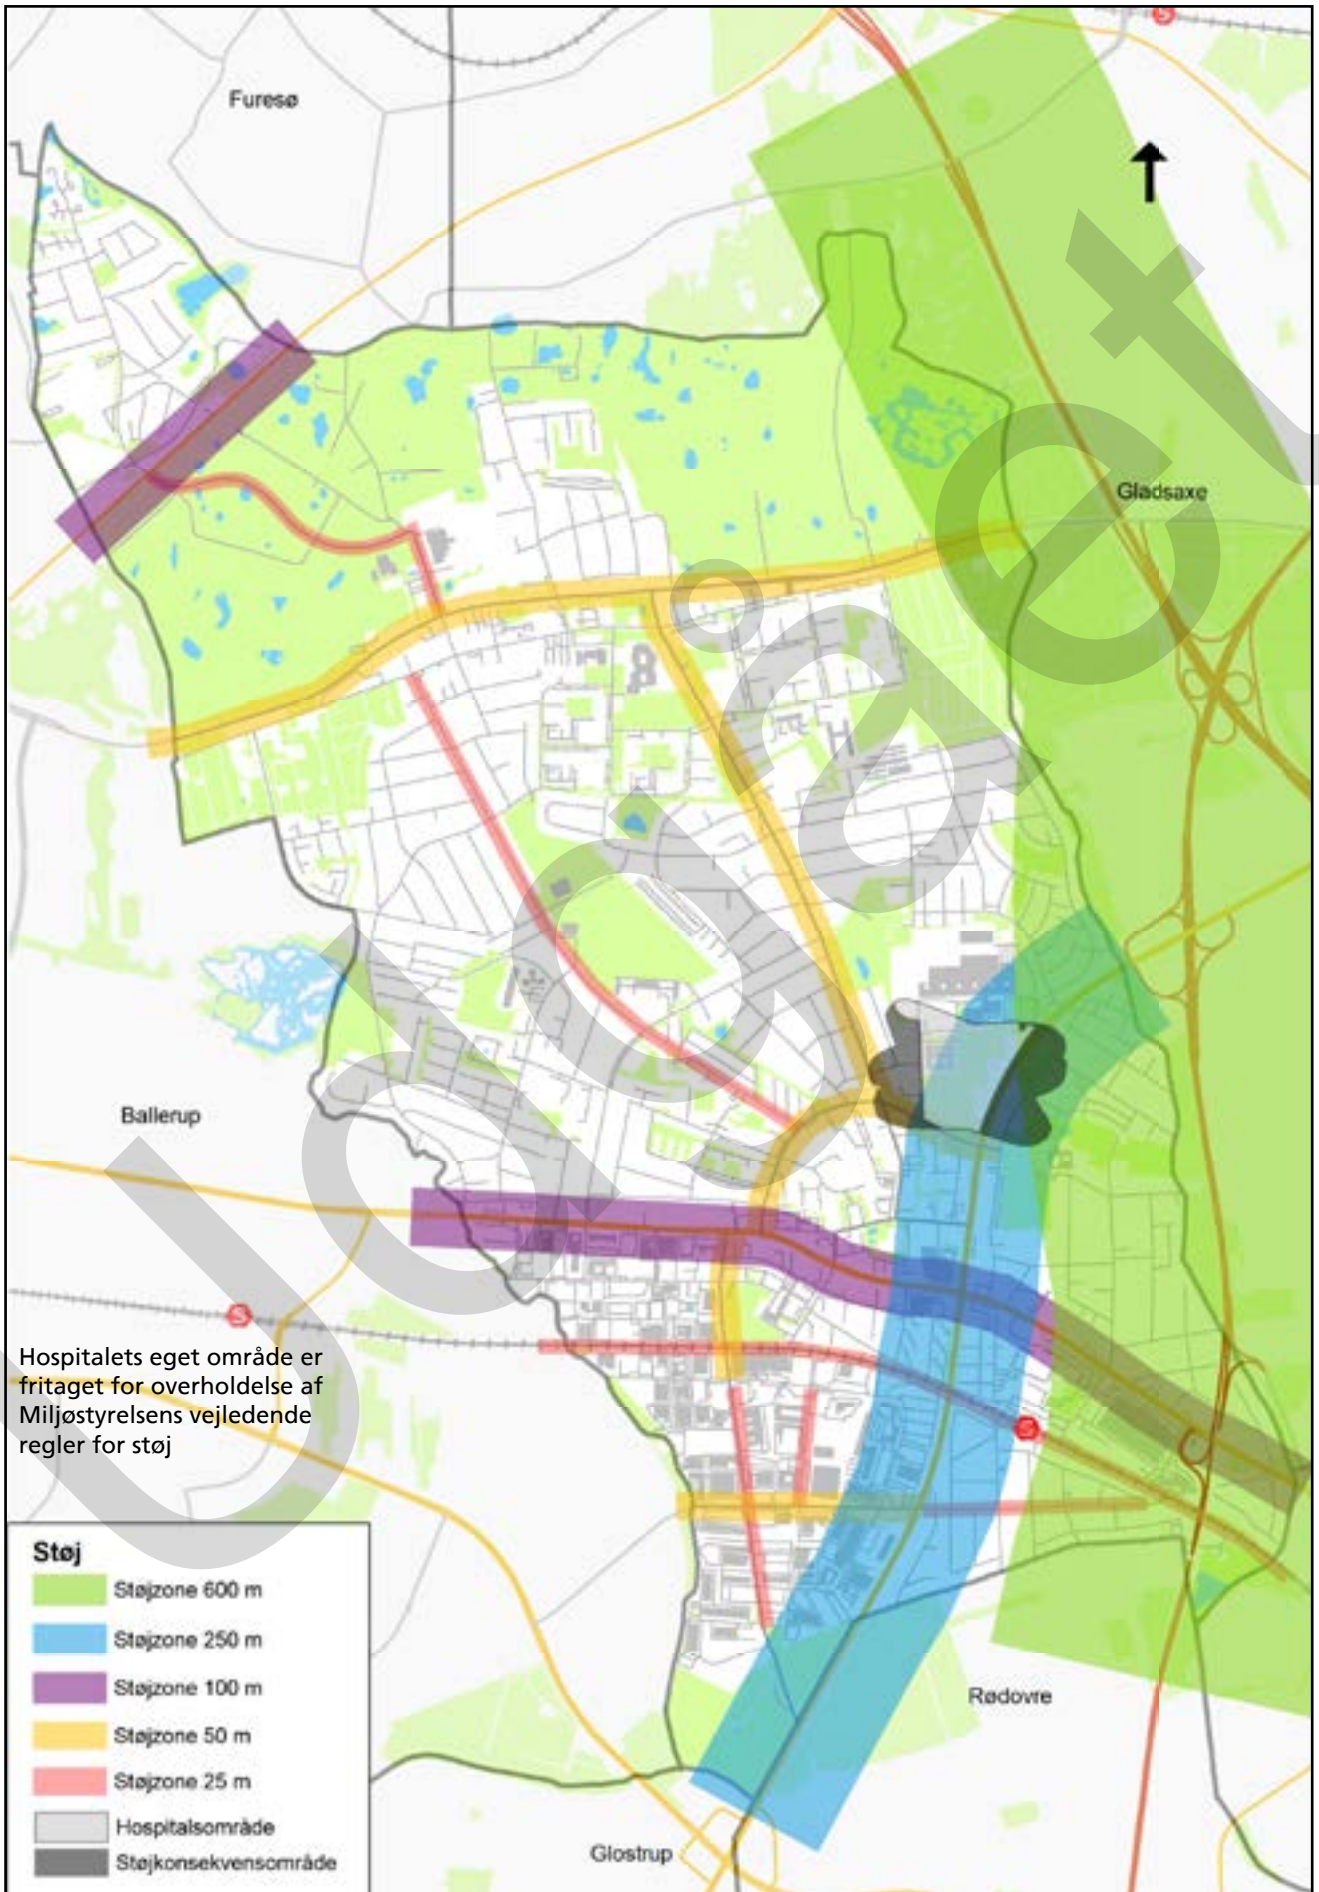 Furesø
Gladsaxe
Ballerup
S
S
S
Hospitalets eget område er
fritaget for overholdelse af
Miljøstyrelsens vejledende
regler for støj
Støj
Støjzone 600 m
Støjzone 250 m
Støjzone 100 m
Støjzone 50 m
Støjzone 25 m
Hospitalsområde
Støjkonsekvensområde
Rødovre
Glostrup
Udgået